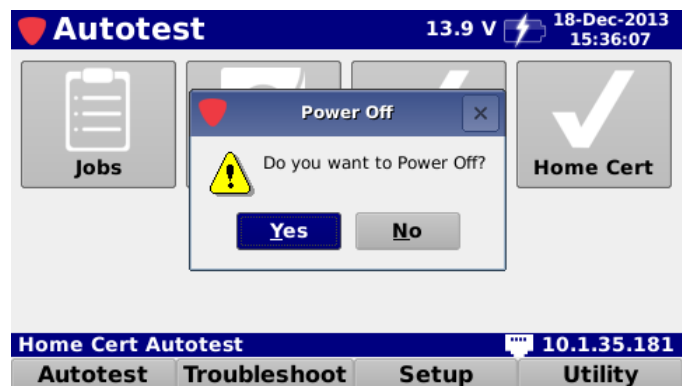 Autotest
13.9 V
18-Dec-2013
15:36:07
Power Off
Do you want to Power Off?
Yes
No
Jobs
Home Cert
Home Cert Autotest
10.1.35.181
Autotest
Troubleshoot
Setup
Utility